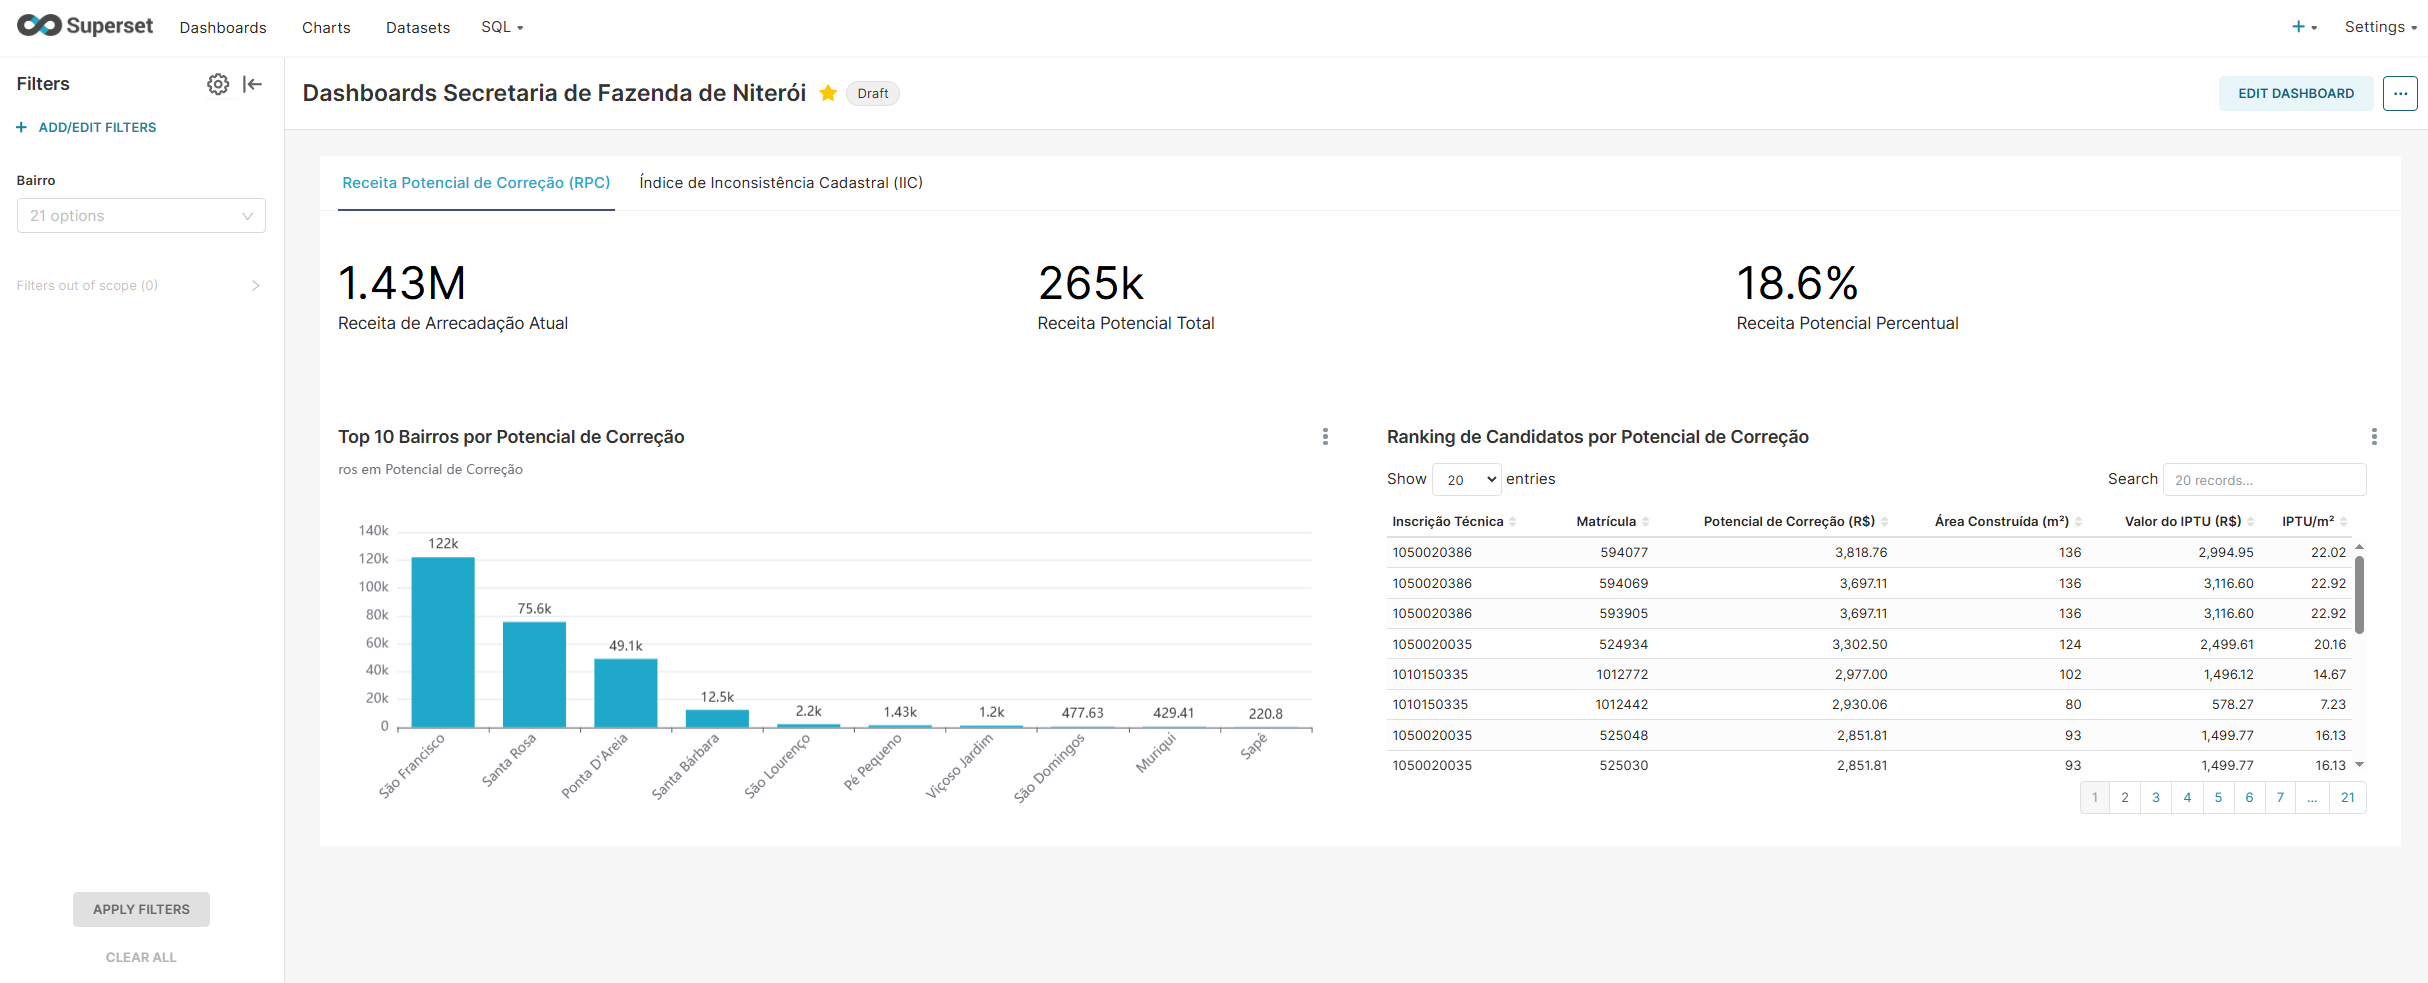 Superset Dashboards Charts Datasets SQL + Settings
Filters
+ ADD/EDIT FILTERS
Bairro
21 options
Filters out of scope (0)
APPLY FILTERS
CLEAR ALL
Dashboards Secretaria de Fazenda de Niterói Draft
EDIT DASHBOARD ...
Receita Potencial de Correção (RPC) Índice de Inconsistência Cadastral (IIC)
1.43M
Receita de Arrecadação Atual
265k
Receita Potencial Total
18.6%
Receita Potencial Percentual
Top 10 Bairros por Potencial de Correção
ros em Potencial de Correção
140k
120k
100k
80k
60k
40k
20k
0
122k
75.6k
49.1k
12.5k
2.2k
1.43k
1.2k
477.63
429.41
220.8
São Francisco
Santa Rosa
Ponta D'Areia
Santa Bárbara
São Lourenço
Pé Pequeno
Viçoso Jardim
São Domingos
Muriqui
Sapê
Ranking de Candidatos por Potencial de Correção
Show 20 entries Search 20 records...
Inscrição Técnica Matrícula Potencial de Correção (R$) Área Construída (m²) Valor do IPTU (R$) IPTU/m²
1050020386 594077 3,818.76 136 2,994.95 22.02
1050020386 594069 3,697.11 136 3,116.60 22.92
1050020386 593905 3,697.11 136 3,116.60 22.92
1050020035 524934 3,302.50 124 2,499.61 20.16
1010150335 1012772 2,977.00 102 1,496.12 14.67
1010150335 1012442 2,930.06 80 578.27 7.23
1050020035 525048 2,851.81 93 1,499.77 16.13
1050020035 525030 2,851.81 93 1,499.77 16.13
1 2 3 4 5 6 7 ... 21